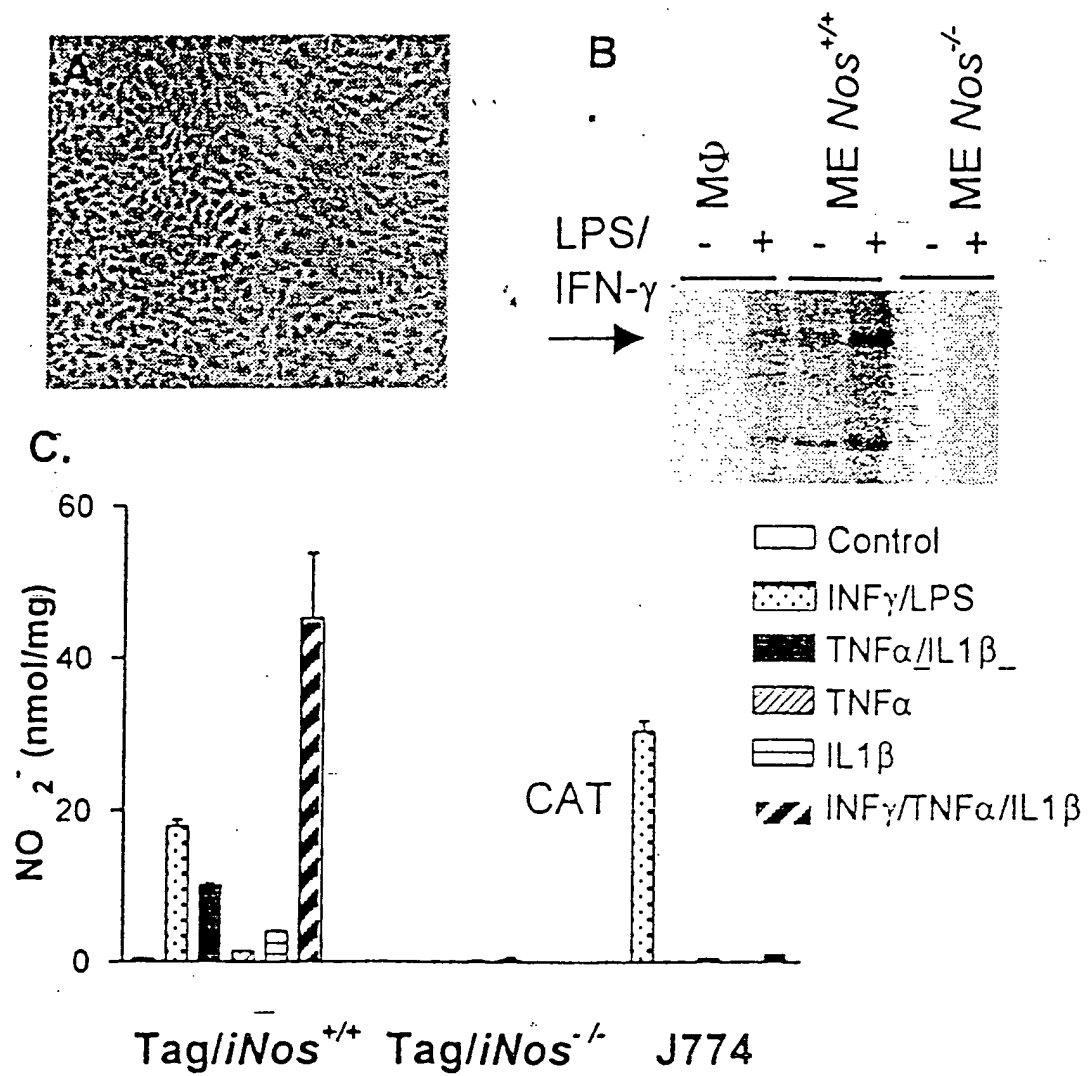 A.
B
MΦ
ME Nos+/+
ME Nos-/-
LPS/
IFN-γ
- + - + - +
C.
60
40
20
0
NO2- (nmol/mg)
Control
INFγ/LPS
TNFα/IL1β
TNFα
IL1β
INFγ/TNFα/IL1β
CAT
Tag/iNos+/+ Tag/iNos-/- J774